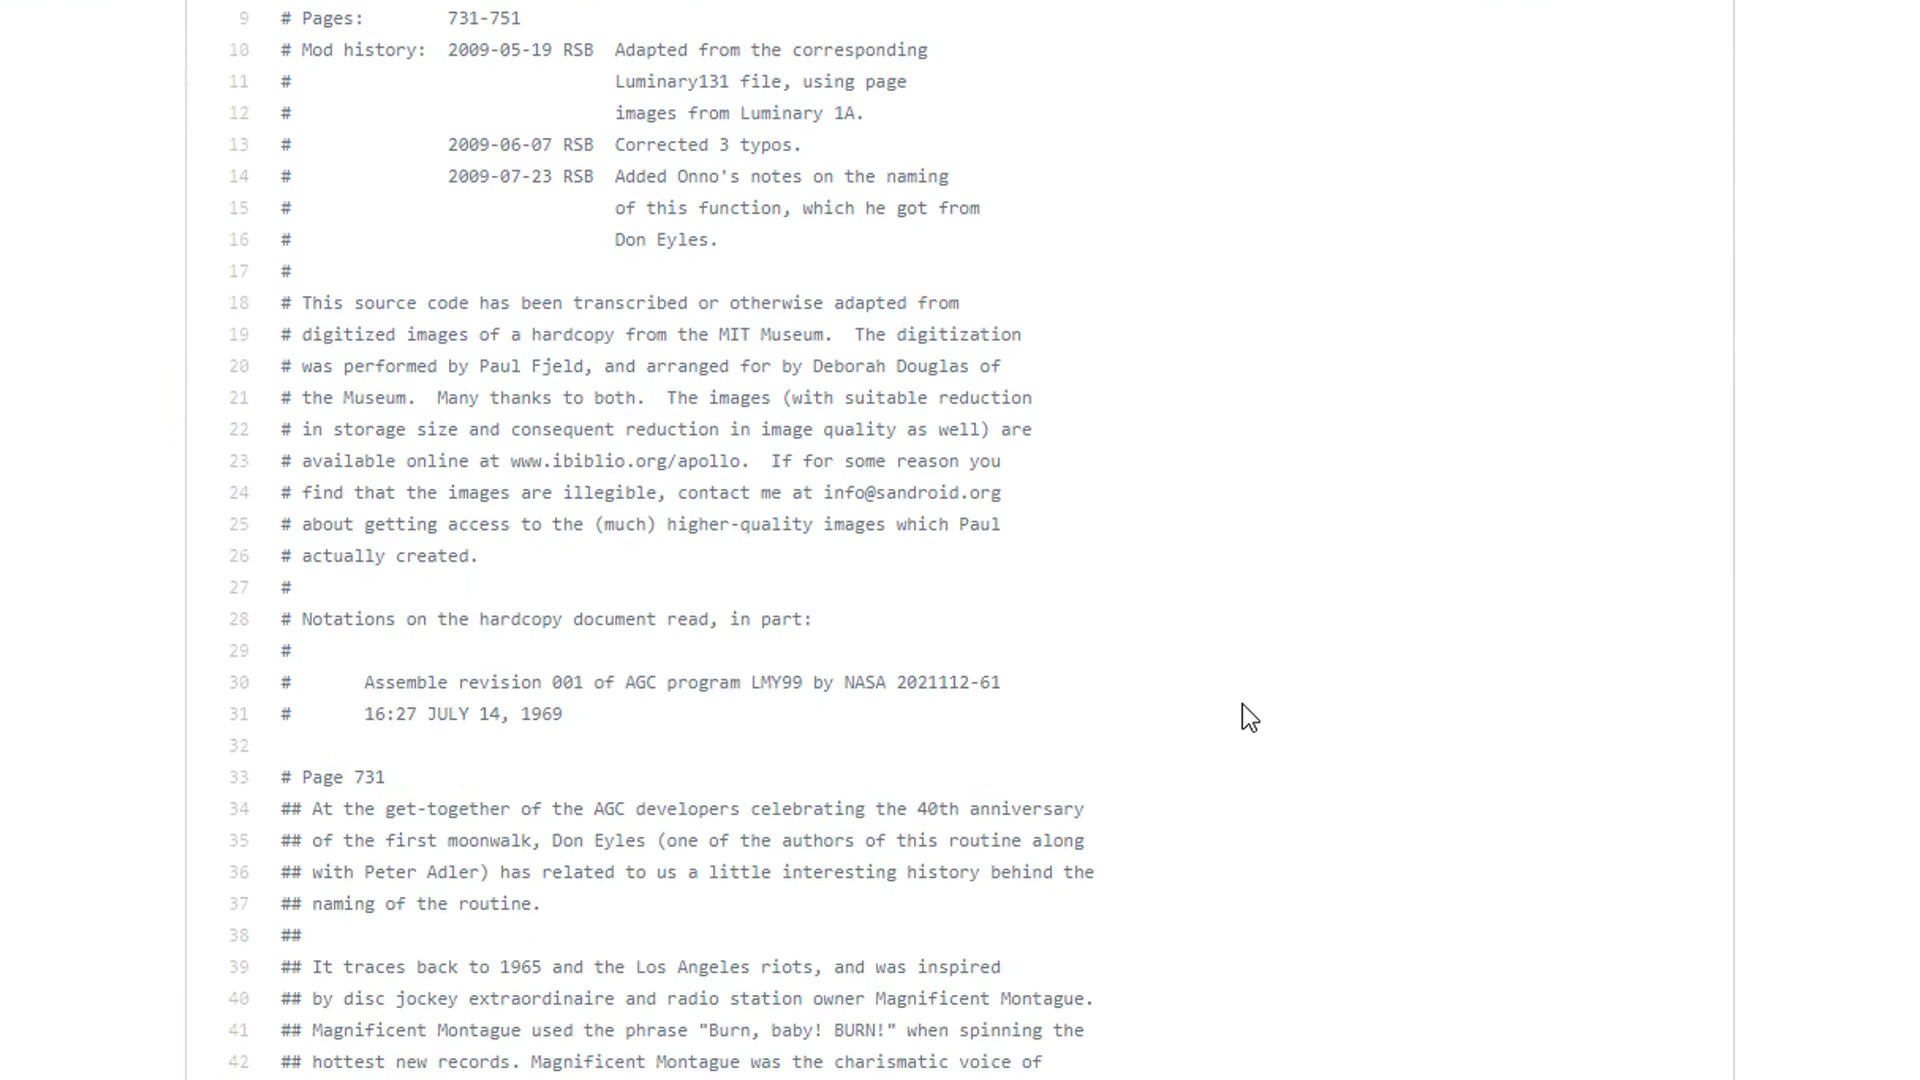 9 # Pages: 731-751
10 # Mod history: 2009-05-19 RSB Adapted from the corresponding
11 # Luminary131 file, using page
12 # images from Luminary 1A.
13 # 2009-06-07 RSB Corrected 3 typos.
14 # 2009-07-23 RSB Added Onno's notes on the naming
15 # of this function, which he got from
16 # Don Eyles.
17 #
18 # This source code has been transcribed or otherwise adapted from
19 # digitized images of a hardcopy from the MIT Museum.  The digitization
20 # was performed by Paul Fjeld, and arranged for by Deborah Douglas of
21 # the Museum.  Many thanks to both.  The images (with suitable reduction
22 # in storage size and consequent reduction in image quality as well) are
23 # available online at www.ibiblio.org/apollo.  If for some reason you
24 # find that the images are illegible, contact me at info@sandroid.org
25 # about getting access to the (much) higher-quality images which Paul
26 # actually created.
27 #
28 # Notations on the hardcopy document read, in part:
29 #
30 # Assemble revision 001 of AGC program LMY99 by NASA 2021112-61
31 # 16:27 JULY 14, 1969
32
33 # Page 731
34 ## At the get-together of the AGC developers celebrating the 40th anniversary
35 ## of the first moonwalk, Don Eyles (one of the authors of this routine along
36 ## with Peter Adler) has related to us a little interesting history behind the
37 ## naming of the routine.
38 ##
39 ## It traces back to 1965 and the Los Angeles riots, and was inspired
40 ## by disc jockey extraordinaire and radio station owner Magnificent Montague.
41 ## Magnificent Montague used the phrase "Burn, baby! BURN!" when spinning the
42 ## hottest new records. Magnificent Montague was the charismatic voice of